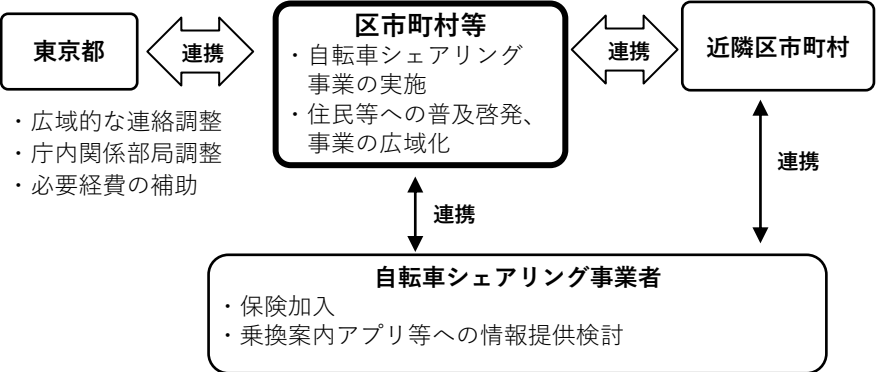 東京都
・広域的な連絡調整
・庁内関係部局調整
・必要経費の補助
連携
区市町村等
・自転車シェアリング
事業の実施
・住民等への普及啓発、
事業の広域化
連携
近隣区市町村
連携
連携
自転車シェアリング事業者
・保険加入
・乗換案内アプリ等への情報提供検討